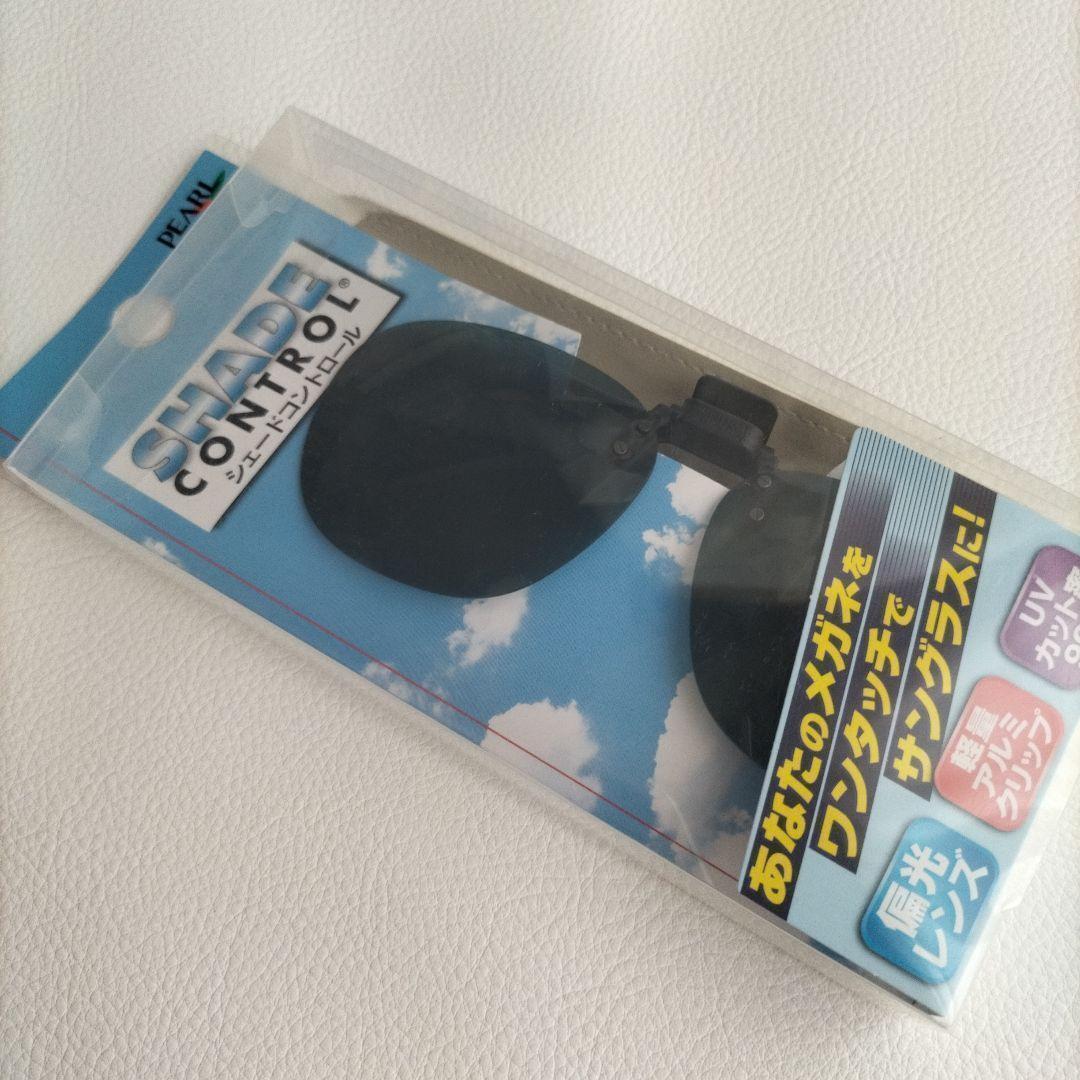 PEARL
SHADE
CONTROL®
シェードコントロール
あなたのメガネを
ワンタッチで
サングラスに!
UV
カット率
軽量
アルミ
クリップ
偏光
レンズ